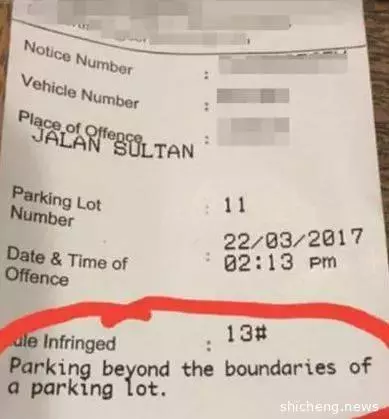 Notice Number :
Vehicle Number :
Place of Offence :
JALAN SULTAN
Parking Lot : 11
Number
22/03/2017
Date & Time of : 02:13 pm
Offence
ule Infringed : 13#
Parking beyond the boundaries of
a parking lot.
shicheng.news